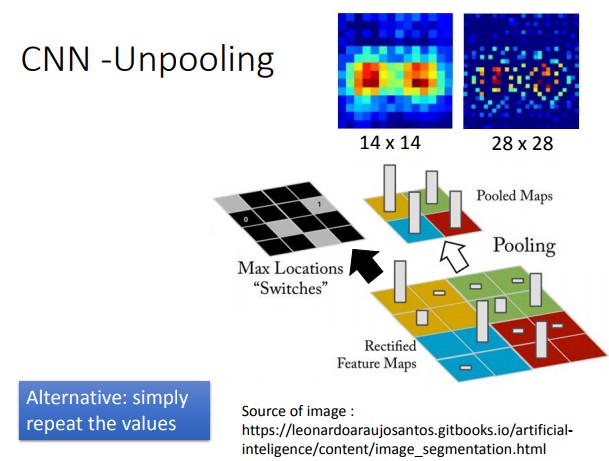 CNN -Unpooling
14 x 14
28 x 28
Pooled Maps
0
1
Pooling
Max Locations
“Switches”
Rectified
Feature Maps
Alternative: simply
repeat the values
Source of image :
https://leonardoaraujosantos.gitbooks.io/artificial-
inteligence/content/image_segmentation.html